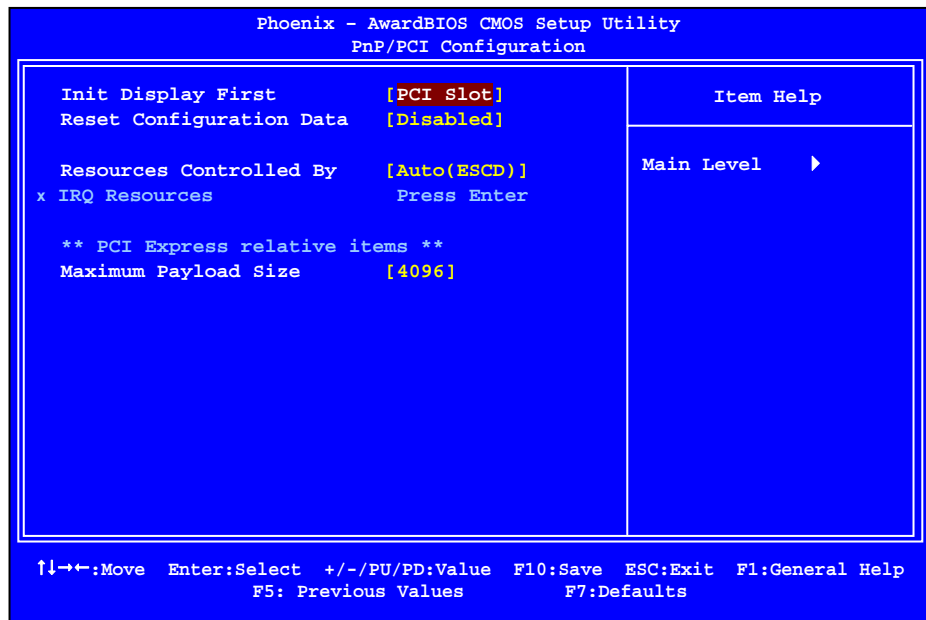 Phoenix – AwardBIOS CMOS Setup Utility
PnP/PCI Configuration
Init Display First [PCI Slot]
Reset Configuration Data [Disabled]
Resources Controlled By [Auto(ESCD)]
x IRQ Resources Press Enter
** PCI Express relative items **
Maximum Payload Size [4096]
Item Help
Main Level ▶
↑↓→←:Move Enter:Select +/-/PU/PD:Value F10:Save ESC:Exit F1:General Help
F5: Previous Values F7:Defaults